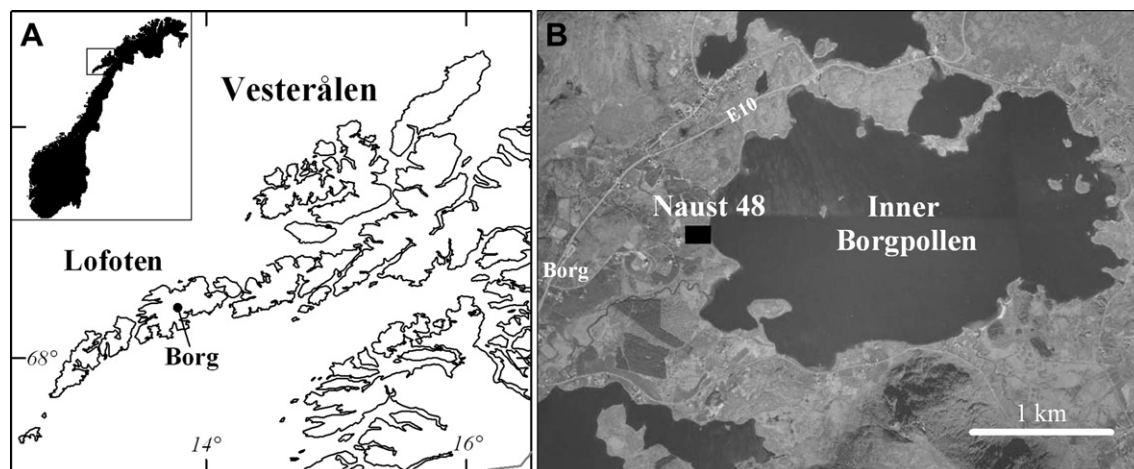 A
Vesterålen
Lofoten
Borg
68°
14°
16°
B
E10
Naust 48
Inner
Borgpollen
Borg
1 km